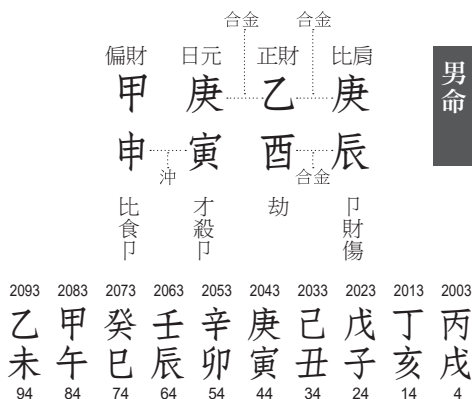 合金 合金
偏財 日元 正財 比肩
甲 庚 乙 庚
申 寅 酉 辰
沖 合金
比食卩 才殺卩 劫 卩財傷
男命
2093 2083 2073 2063 2053 2043 2033 2023 2013 2003
乙 甲 癸 壬 辛 庚 己 戊 丁 丙
未 午 巳 辰 卯 寅 丑 子 亥 戌
94 84 74 64 54 44 34 24 14 4